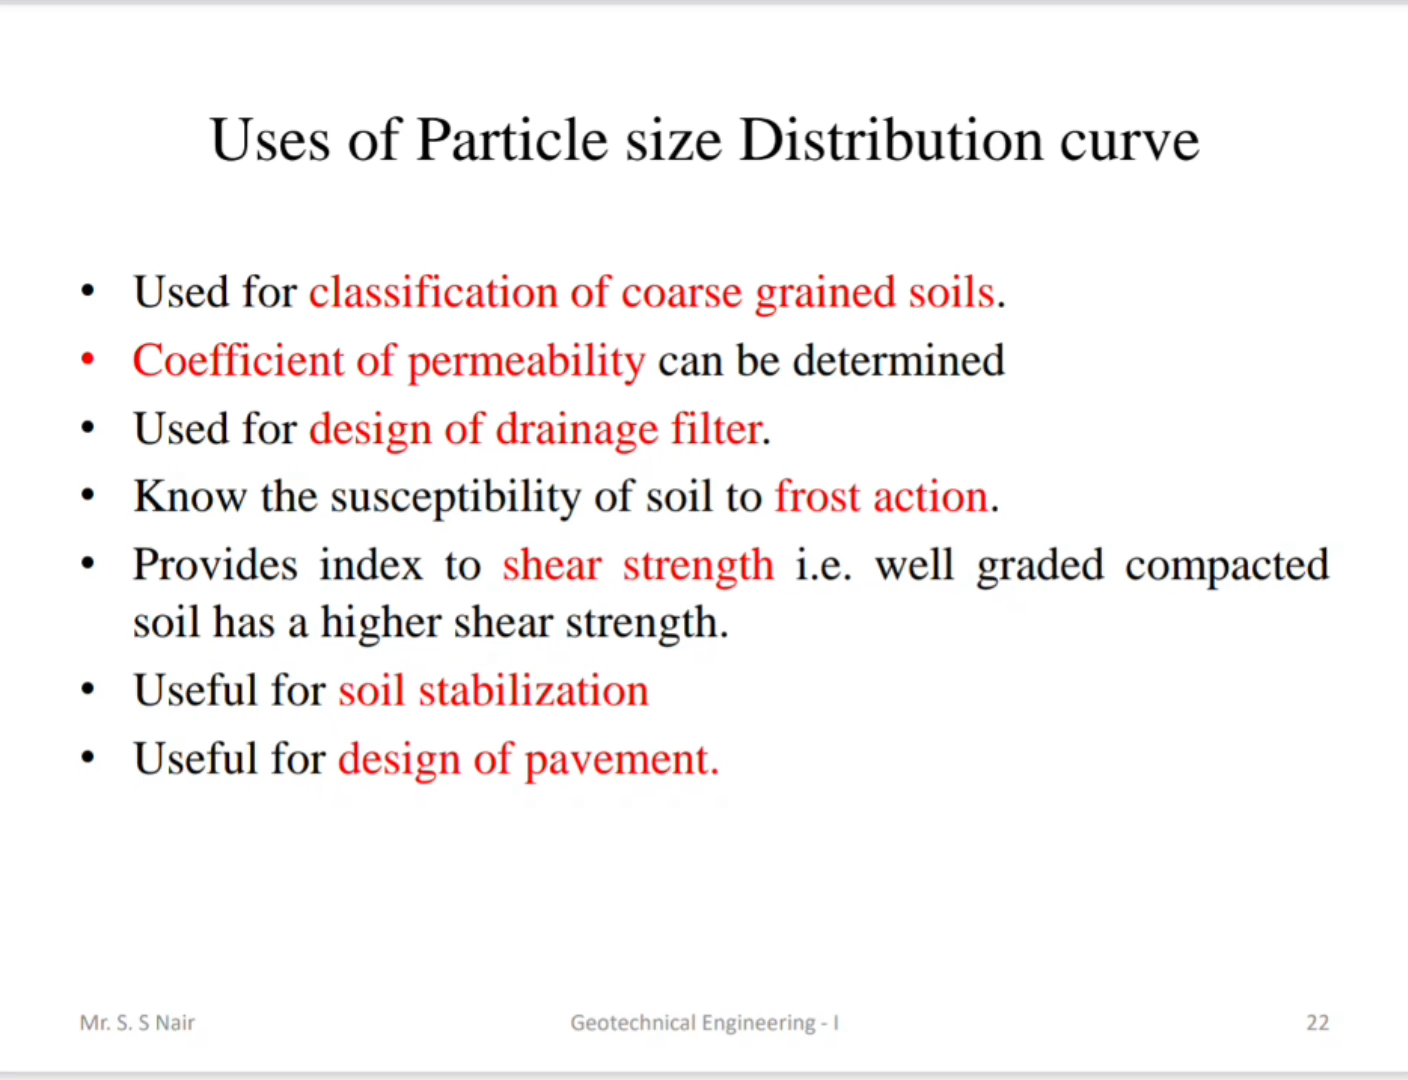 Uses of Particle size Distribution curve
• Used for classification of coarse grained soils.
• Coefficient of permeability can be determined
• Used for design of drainage filter.
• Know the susceptibility of soil to frost action.
• Provides index to shear strength i.e. well graded compacted
soil has a higher shear strength.
• Useful for soil stabilization
• Useful for design of pavement.
Mr. S. S Nair
Geotechnical Engineering - I
22